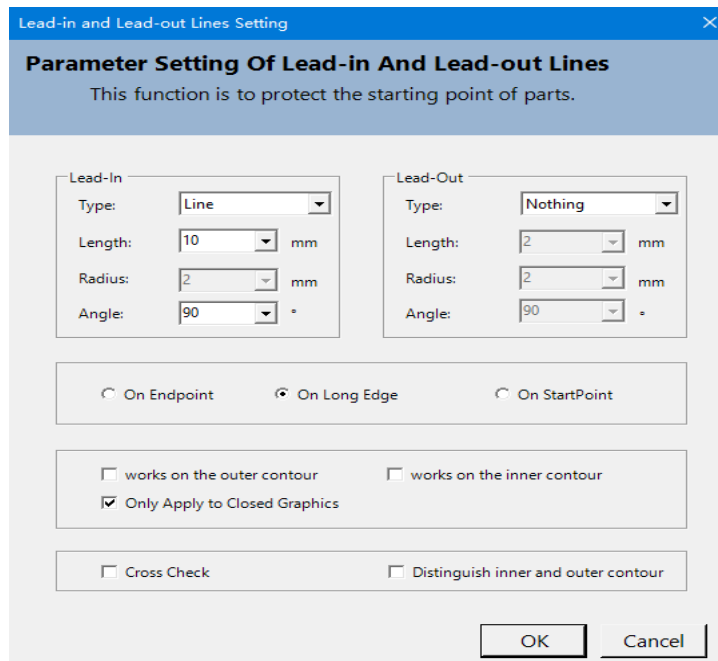 Lead-in and Lead-out Lines Setting
Parameter Setting Of Lead-in And Lead-out Lines
This function is to protect the starting point of parts.
Lead-In
Type: Line
Length: 10 mm
Radius: 2 mm
Angle: 90 °
Lead-Out
Type: Nothing
Length: 2 mm
Radius: 2 mm
Angle: 90 °
On Endpoint On Long Edge On StartPoint
works on the outer contour works on the inner contour
Only Apply to Closed Graphics
Cross Check Distinguish inner and outer contour
OK Cancel